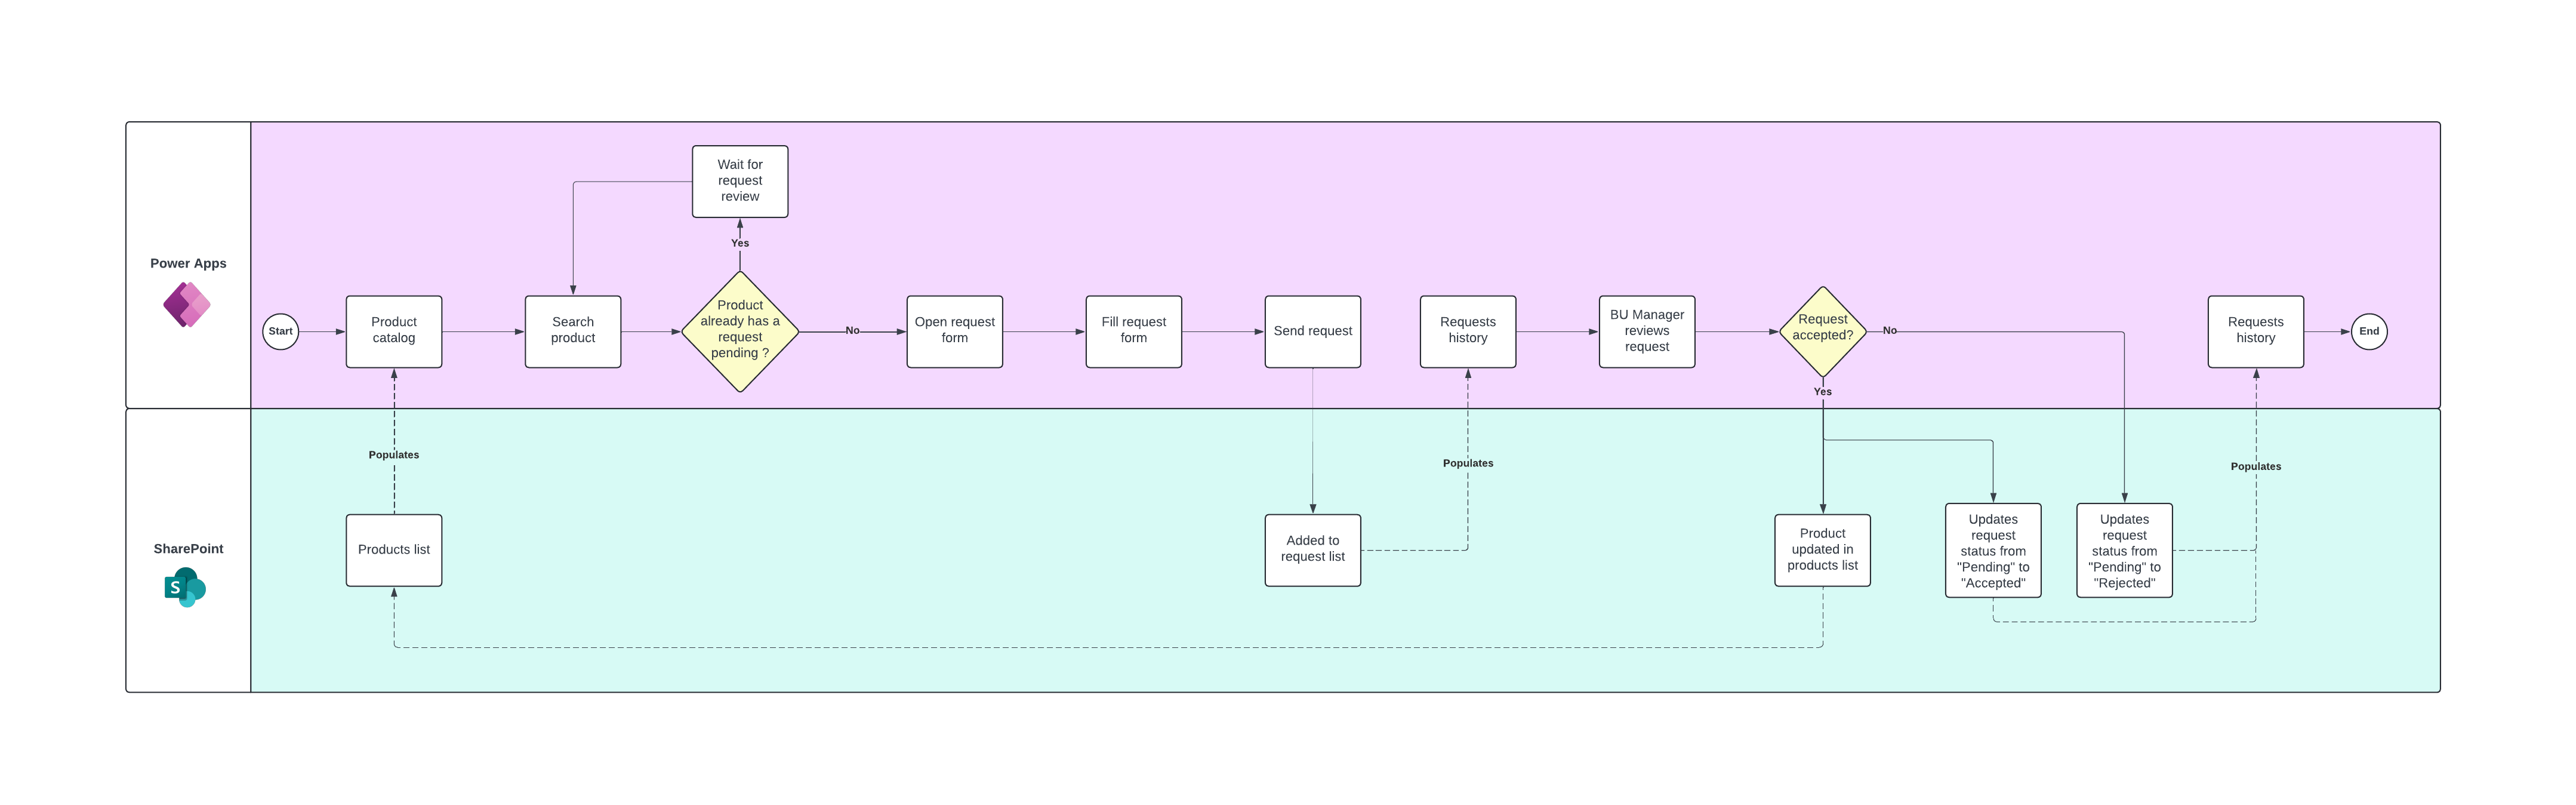 Power Apps
Start
Product
catalog
Search
product
Wait for
request
review
Yes
Product
already has a
request
pending ?
No
Open request
form
Fill request
form
Send request
Requests
history
BU Manager
reviews
request
Request
accepted?
No
Yes
Requests
history
End
SharePoint
S
Populates
Products list
Added to
request list
Populates
Product
updated in
products list
Updates
request
status from
"Pending" to
"Accepted"
Updates
request
status from
"Pending" to
"Rejected"
Populates